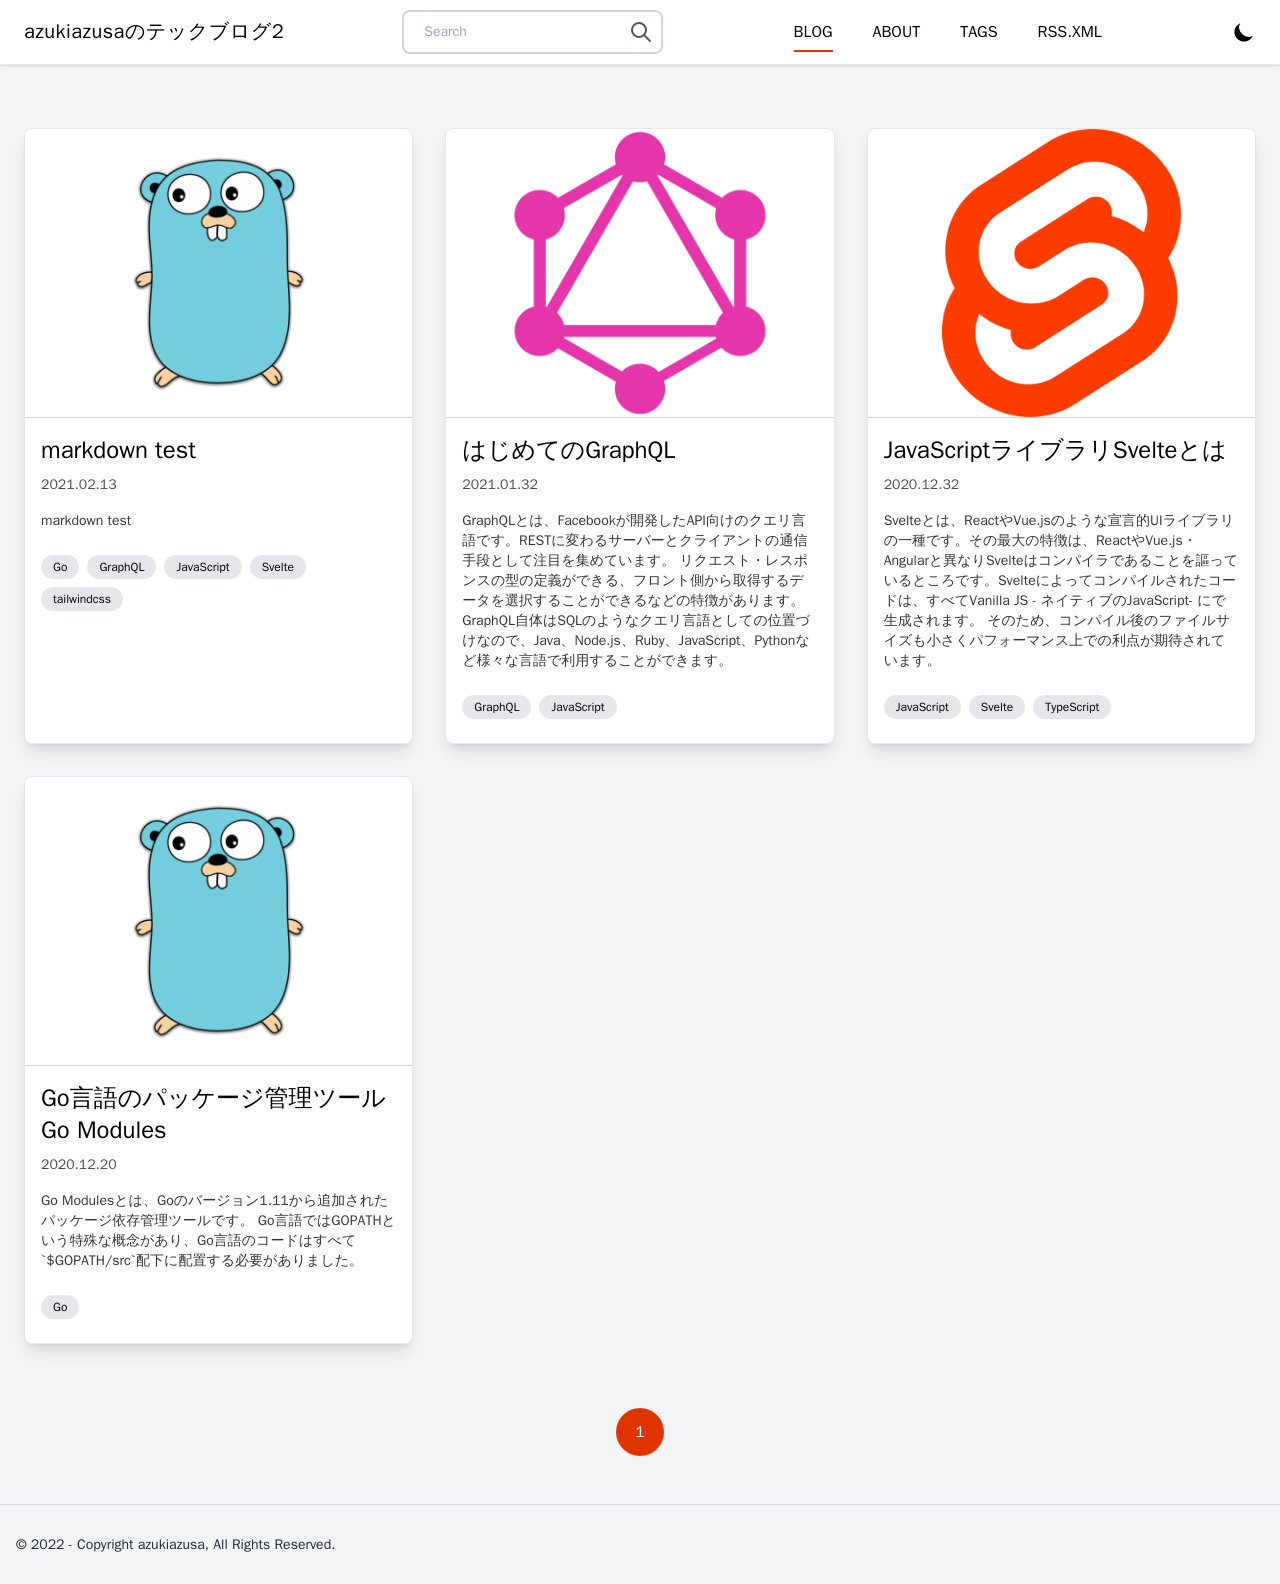 azukiazusaのテックブログ2
Search
BLOG
ABOUT
TAGS
RSS.XML
markdown test
2021.02.13
markdown test
Go
GraphQL
JavaScript
Svelte
tailwindcss
はじめてのGraphQL
2021.01.32
GraphQLとは、Facebookが開発したAPI向けのクエリ言
語です。RESTに変わるサーバーとクライアントの通信
手段として注目を集めています。 リクエスト・レスポ
ンスの型の定義ができる、フロント側から取得するデ
ータを選択することができるなどの特徴があります。
GraphQL自体はSQLのようなクエリ言語としての位置づ
けなので、Java、Node.js、Ruby、JavaScript、Pythonな
ど様々な言語で利用することができます。
GraphQL
JavaScript
JavaScriptライブラリSvelteとは
2020.12.32
Svelteとは、ReactやVue.jsのような宣言的UIライブラリ
の一種です。その最大の特徴は、ReactやVue.js・
Angularと異なりSvelteはコンパイラであることを謳って
いるところです。Svelteによってコンパイルされたコー
ドは、すべてVanilla JS - ネイティブのJavaScript- にで
生成されます。 そのため、コンパイル後のファイルサ
イズも小さくパフォーマンス上での利点が期待されて
います。
JavaScript
Svelte
TypeScript
Go言語のパッケージ管理ツール
Go Modules
2020.12.20
Go Modulesとは、Goのバージョン1.11から追加された
パッケージ依存管理ツールです。 Go言語ではGOPATHと
いう特殊な概念があり、Go言語のコードはすべて
`$GOPATH/src`配下に配置する必要がありました。
Go
1
© 2022 - Copyright azukiazusa, All Rights Reserved.